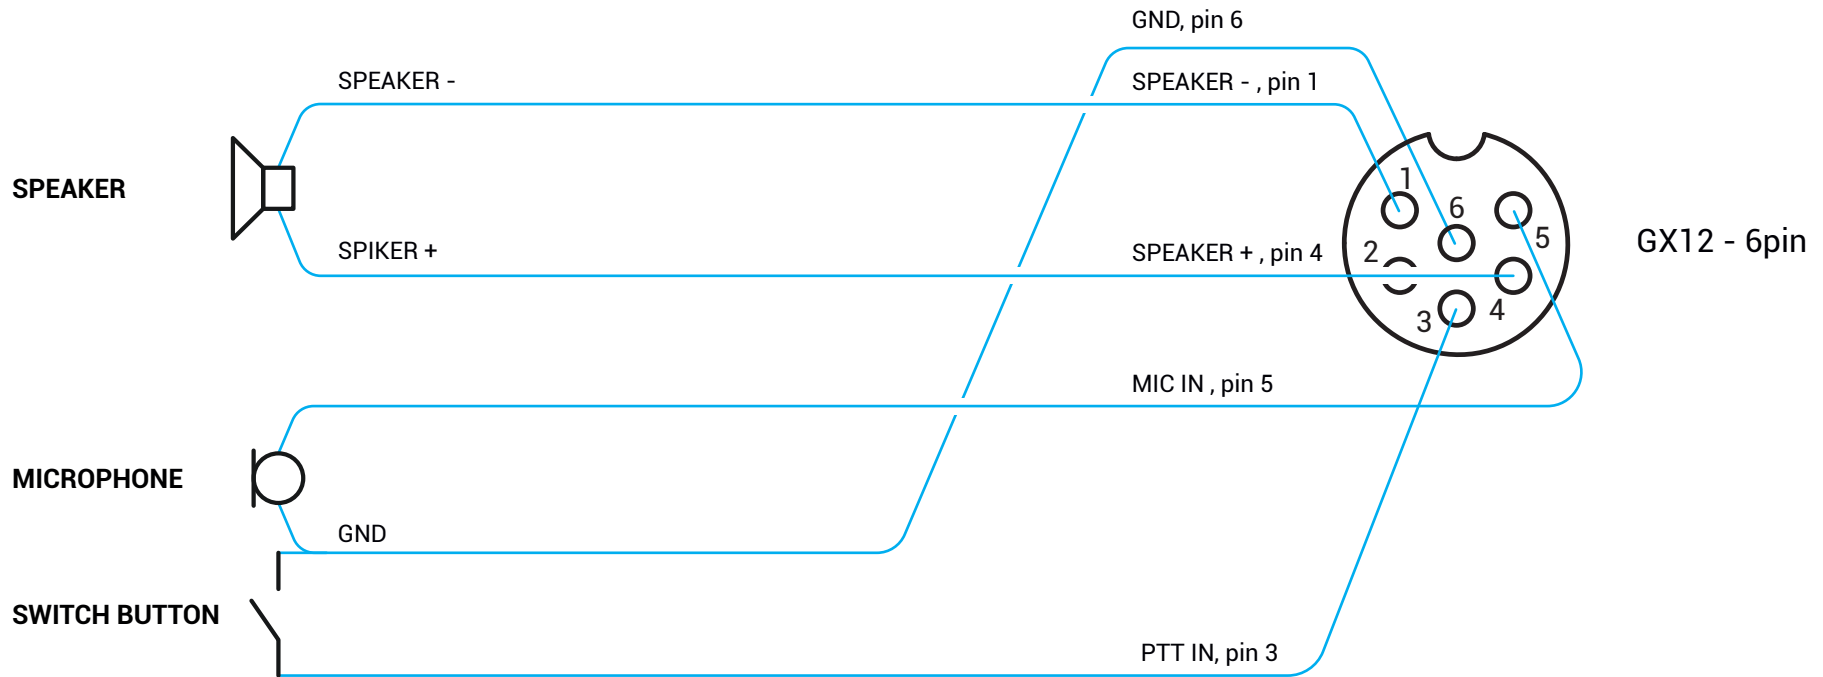 GND, pin 6
SPEAKER -
SPEAKER - , pin 1
SPEAKER
1
6
5
2
GX12 - 6pin
SPIKER +
SPEAKER + , pin 4
3
4
MIC IN , pin 5
MICROPHONE
GND
SWITCH BUTTON
PTT IN, pin 3